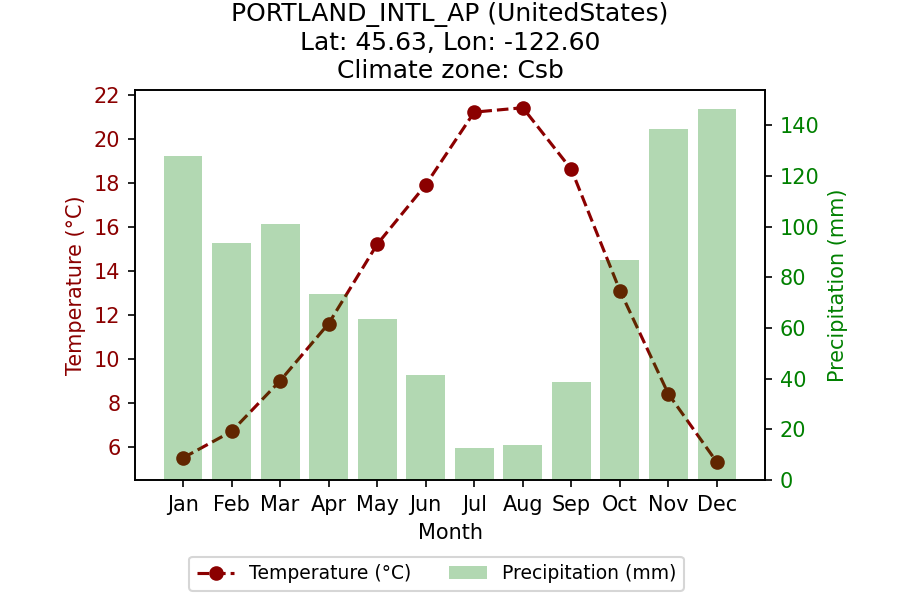 PORTLAND_INTL_AP (UnitedStates)
Lat: 45.63, Lon: -122.60
Climate zone: Csb
22
20
18
16
14
12
10
8
6
Temperature (°C)
140
120
100
80
60
40
20
0
Precipitation (mm)
Jan Feb Mar Apr May Jun Jul Aug Sep Oct Nov Dec
Month
Temperature (°C) Precipitation (mm)